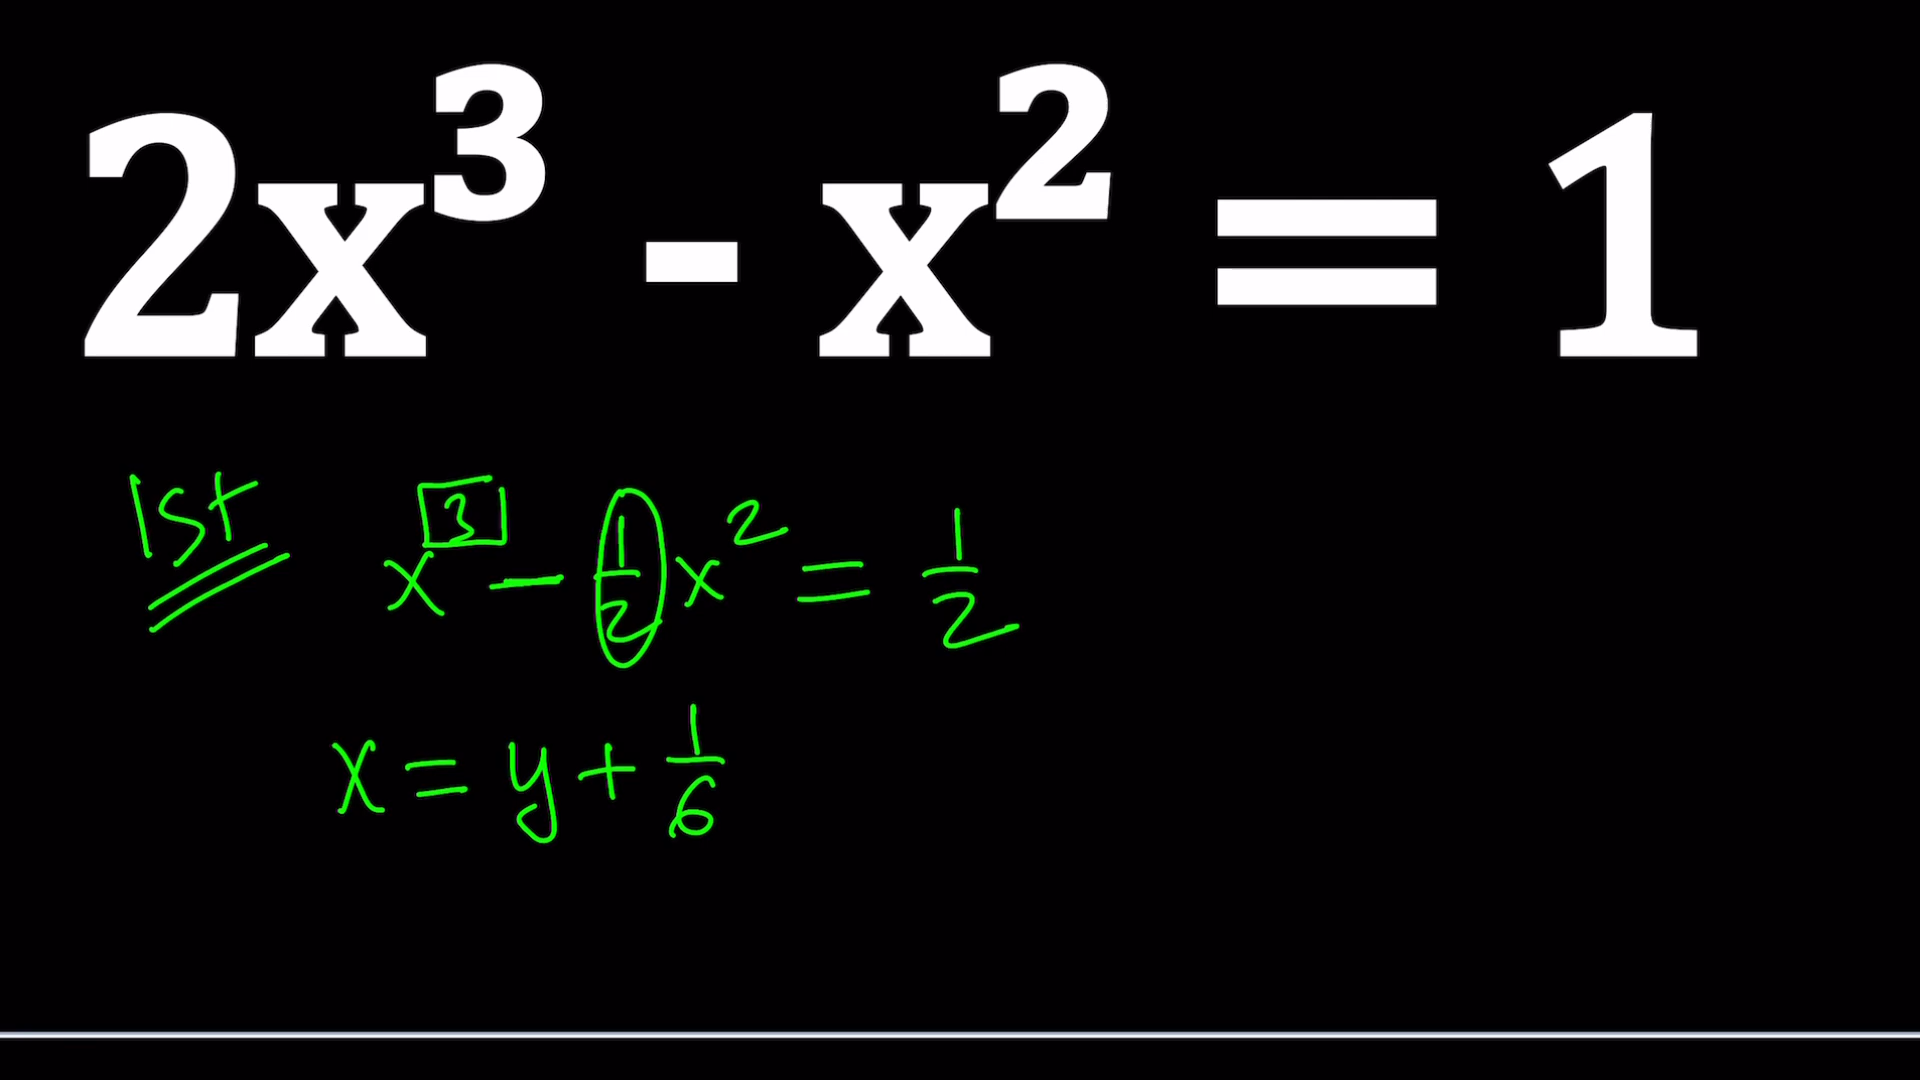 2x³ - x² = 1
1st x³ - 1/2 x² = 1/2
x = y + 1/6